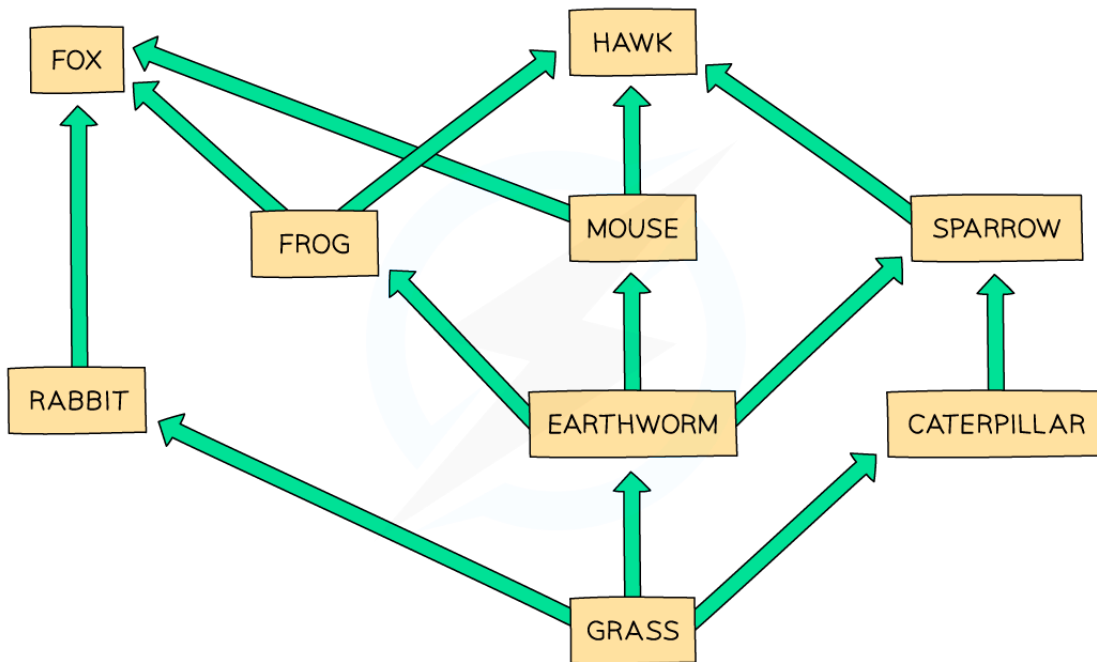 HAWK
FOX
MOUSE
SPARROW
FROG
RABBIT
EARTHWORM
CATERPILLAR
GRASS